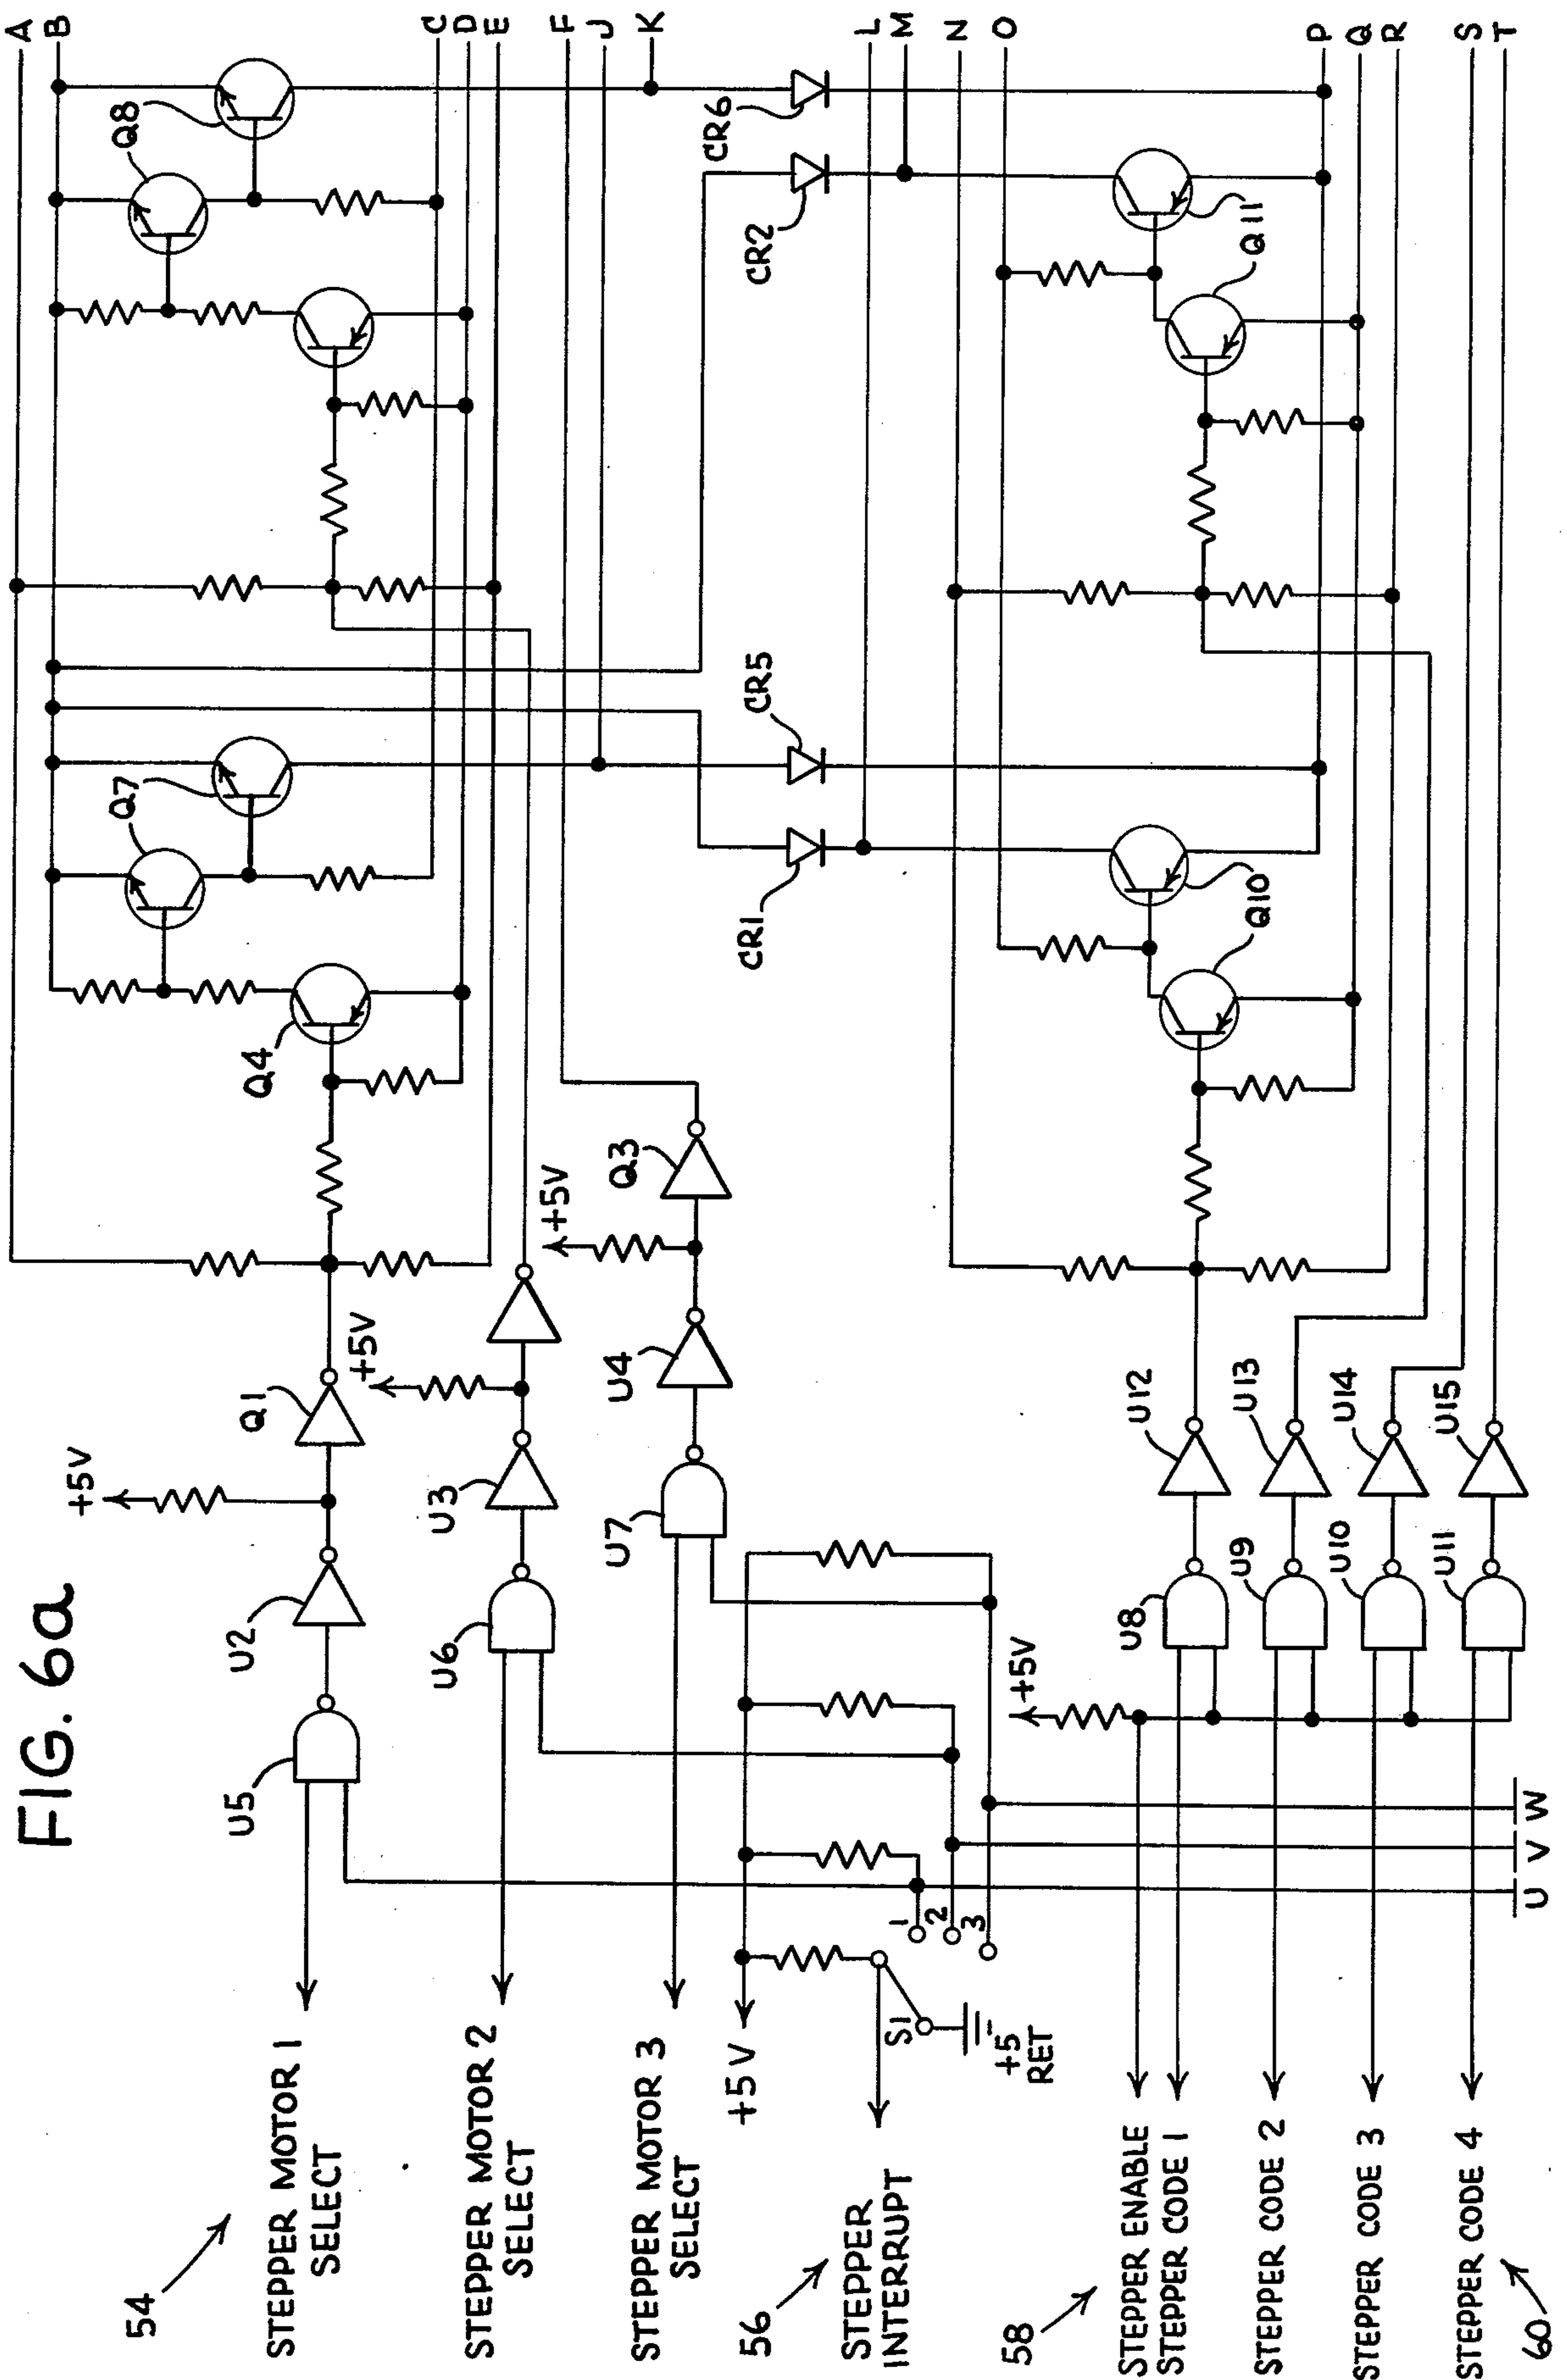 FIG. 6a
A
B
C
D
E
F
J
K
L
M
N
O
P
Q
R
S
T
Q8
Q7
Q4
CR6
CR2
CR5
CR1
Q11
Q10
+5V
Q1
U2
U5
+5V
U3
U6
+5V
Q3
U4
U7
54
STEPPER MOTOR 1
SELECT
STEPPER MOTOR 2
SELECT
STEPPER MOTOR 3
SELECT
+5V
56
STEPPER
INTERRUPT
S1
+5
RET
1
2
3
+5V
U8
U9
U10
U11
U12
U13
U14
U15
58
STEPPER ENABLE
STEPPER CODE 1
STEPPER CODE 2
STEPPER CODE 3
STEPPER CODE 4
60
U
V
W